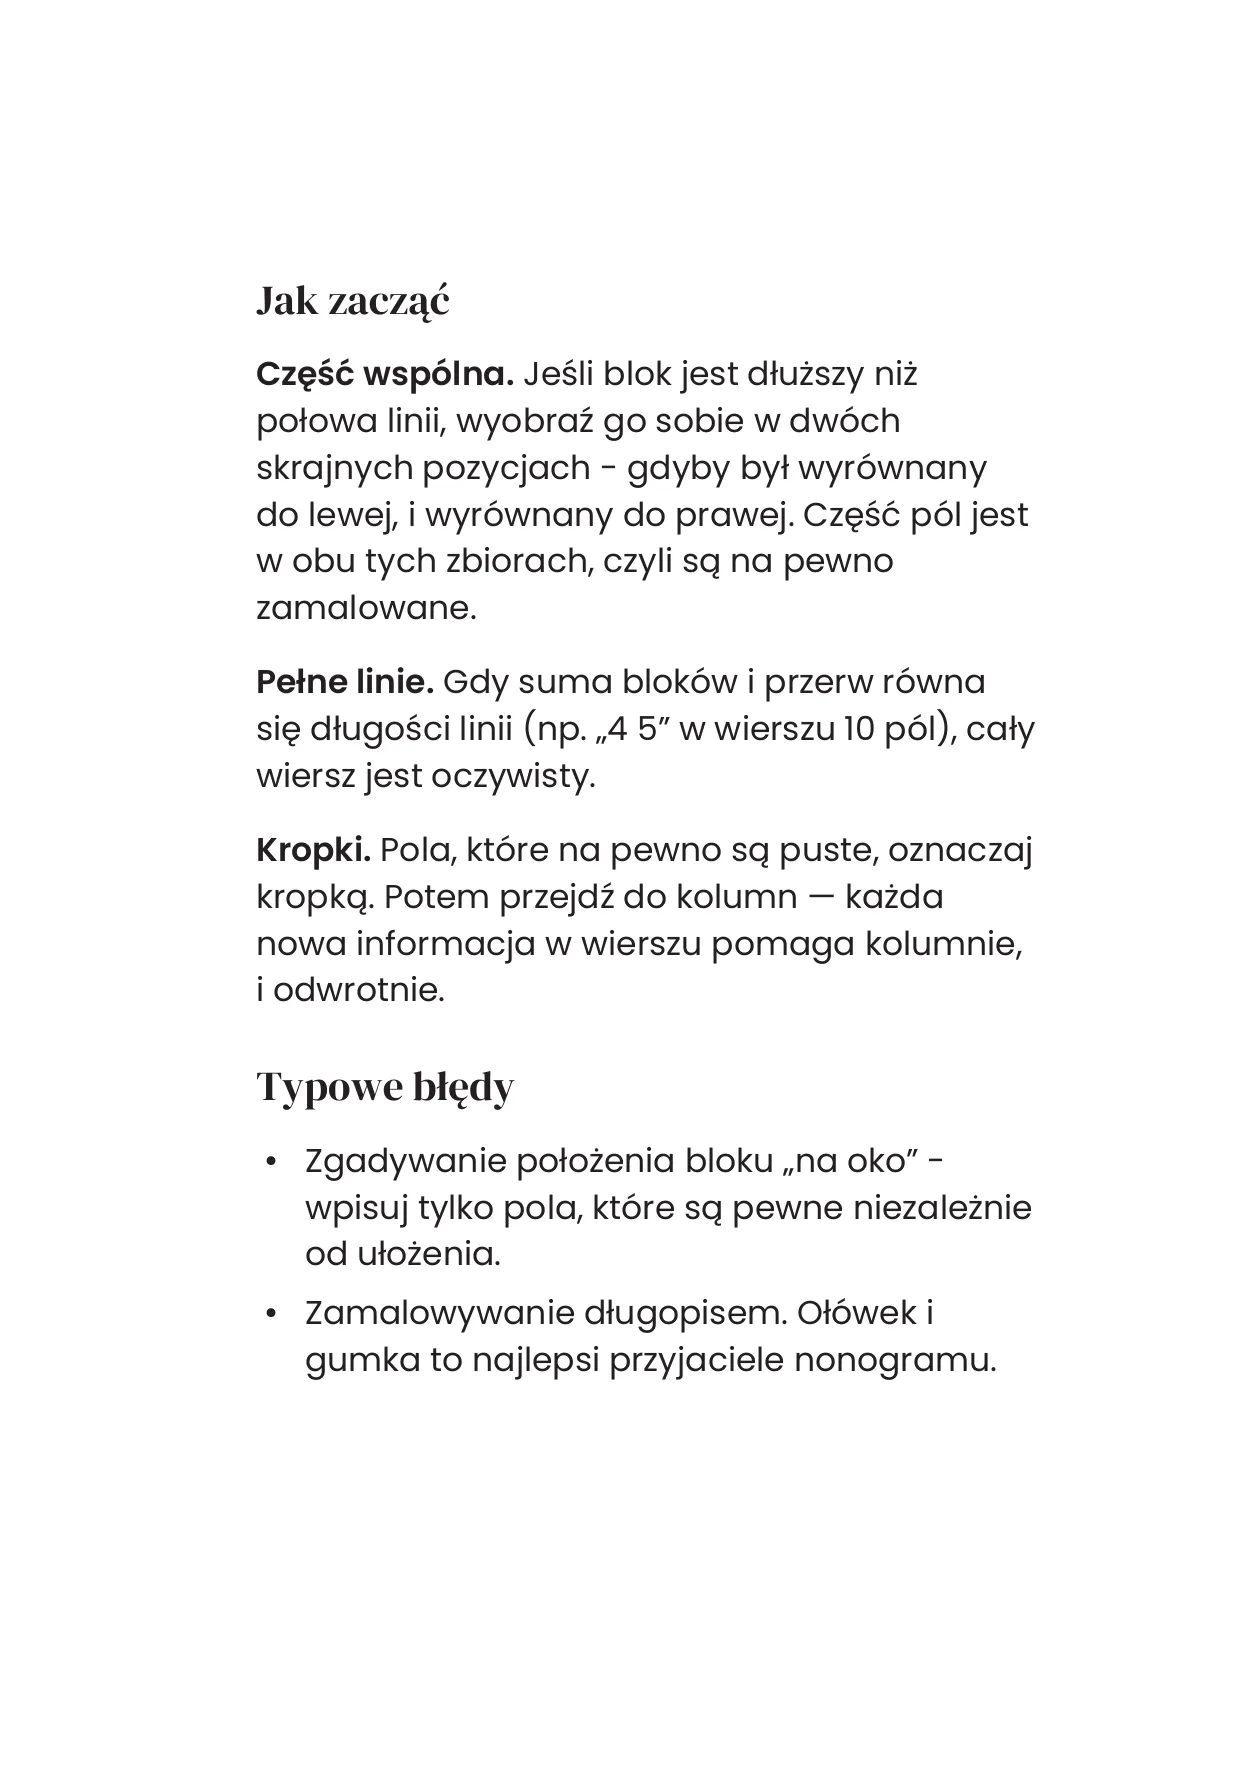 Jak zacząć
Część wspólna. Jeśli blok jest dłuższy niż
połowa linii, wyobraź go sobie w dwóch
skrajnych pozycjach - gdyby był wyrównany
do lewej, i wyrównany do prawej. Część pól jest
w obu tych zbiorach, czyli są na pewno
zamalowane.
Pełne linie. Gdy suma bloków i przerw równa
się długości linii (np. „4 5” w wierszu 10 pól), cały
wiersz jest oczywisty.
Kropki. Pola, które na pewno są puste, oznaczaj
kropką. Potem przejdź do kolumn — każda
nowa informacja w wierszu pomaga kolumnie,
i odwrotnie.
Typowe błędy
• Zgadywanie położenia bloku „na oko” -
wpisuj tylko pola, które są pewne niezależnie
od ułożenia.
• Zamalowywanie długopisem. Ołówek i
gumka to najlepsi przyjaciele nonogramu.